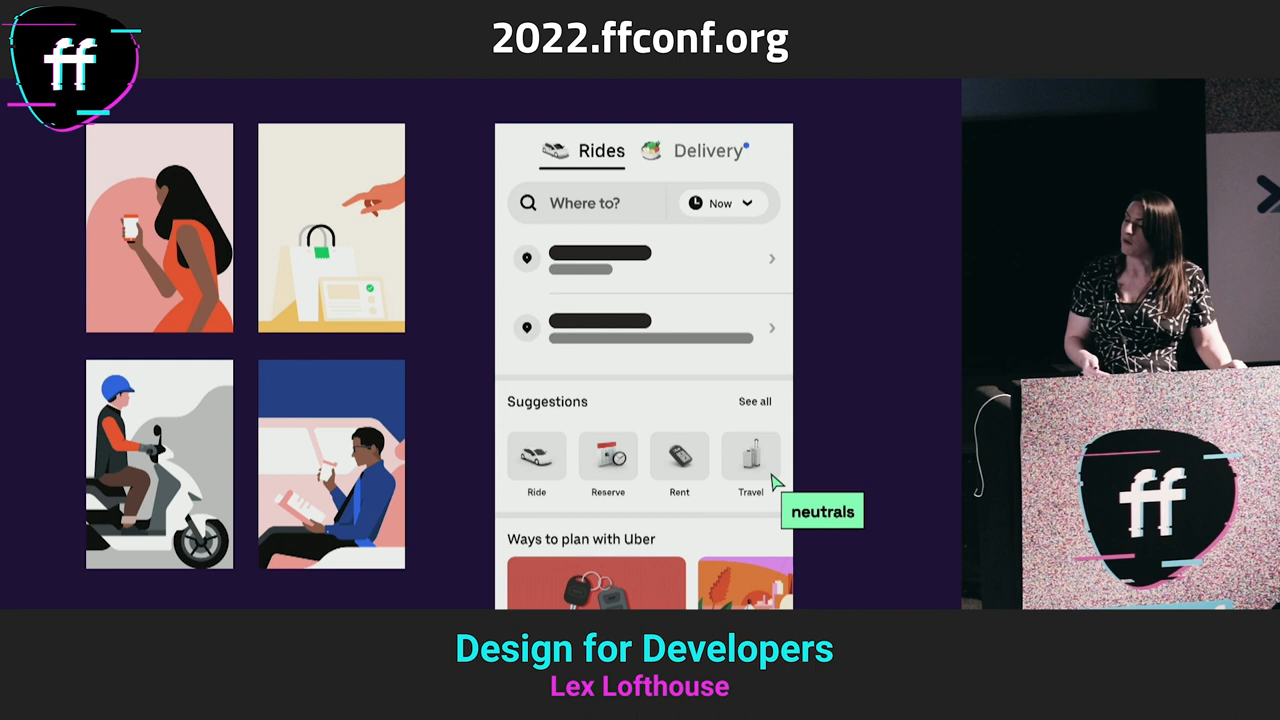 2022.ffconf.org
ff
Rides Delivery
Where to? Now
Suggestions See all
Ride Reserve Rent Travel
neutrals
Ways to plan with Uber
ff
Design for Developers
Lex Lofthouse